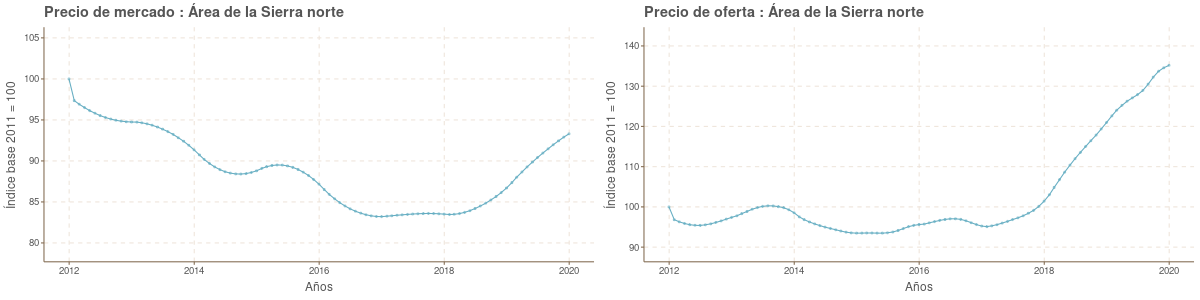 Precio de mercado : Área de la Sierra norte
105
100
95
90
85
80
Índice base 2011 = 100
2012 2014 2016 2018 2020
Años
Precio de oferta : Área de la Sierra norte
140
130
120
110
100
90
Índice base 2011 = 100
2012 2014 2016 2018 2020
Años